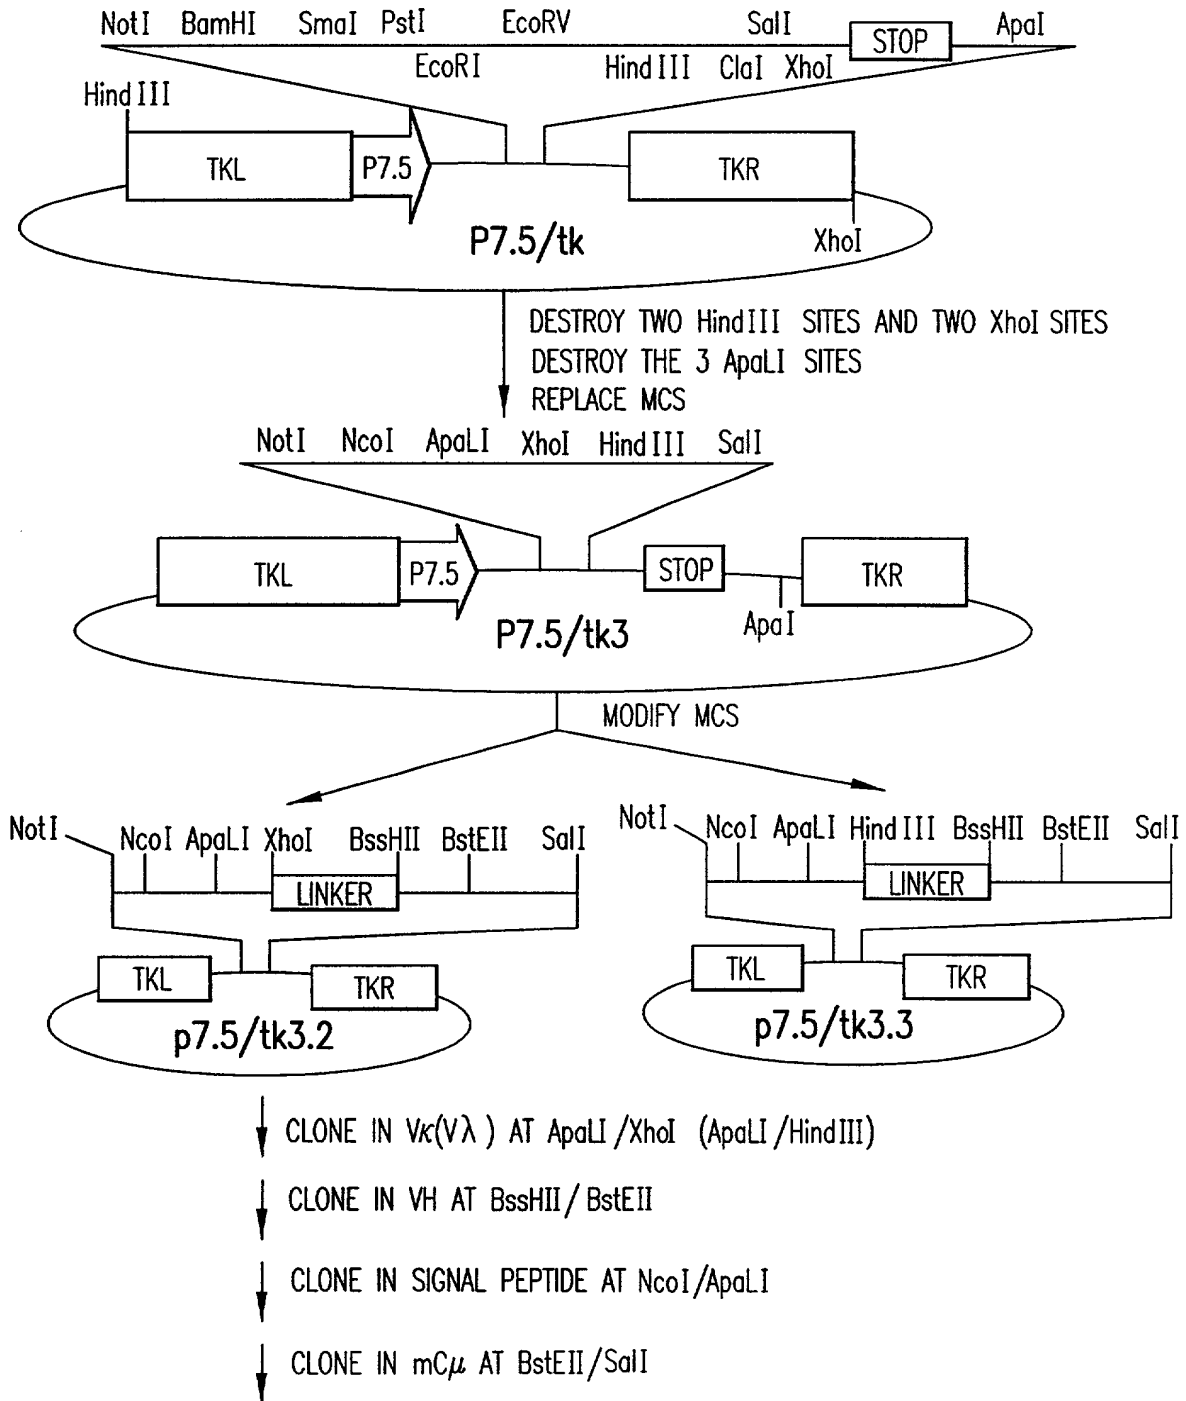 NotI BamHI SmaI PstI EcoRV SalI STOP ApaI
EcoRI HindIII ClaI XhoI
HindIII
TKL P7.5 TKR
XhoI
P7.5/tk
DESTROY TWO HindIII SITES AND TWO XhoI SITES
DESTROY THE 3 ApaLI SITES
REPLACE MCS
NotI NcoI ApaLI XhoI HindIII SalI
TKL P7.5 STOP TKR
ApaI
P7.5/tk3
MODIFY MCS
NotI NcoI ApaLI XhoI BssHII BstEII SalI
LINKER
TKL TKR
p7.5/tk3.2
NotI NcoI ApaLI HindIII BssHII BstEII SalI
LINKER
TKL TKR
p7.5/tk3.3
CLONE IN Vκ(Vλ) AT ApaLI/XhoI (ApaLI/HindIII)
CLONE IN VH AT BssHII/BstEII
CLONE IN SIGNAL PEPTIDE AT NcoI/ApaLI
CLONE IN mCμ AT BstEII/SalI